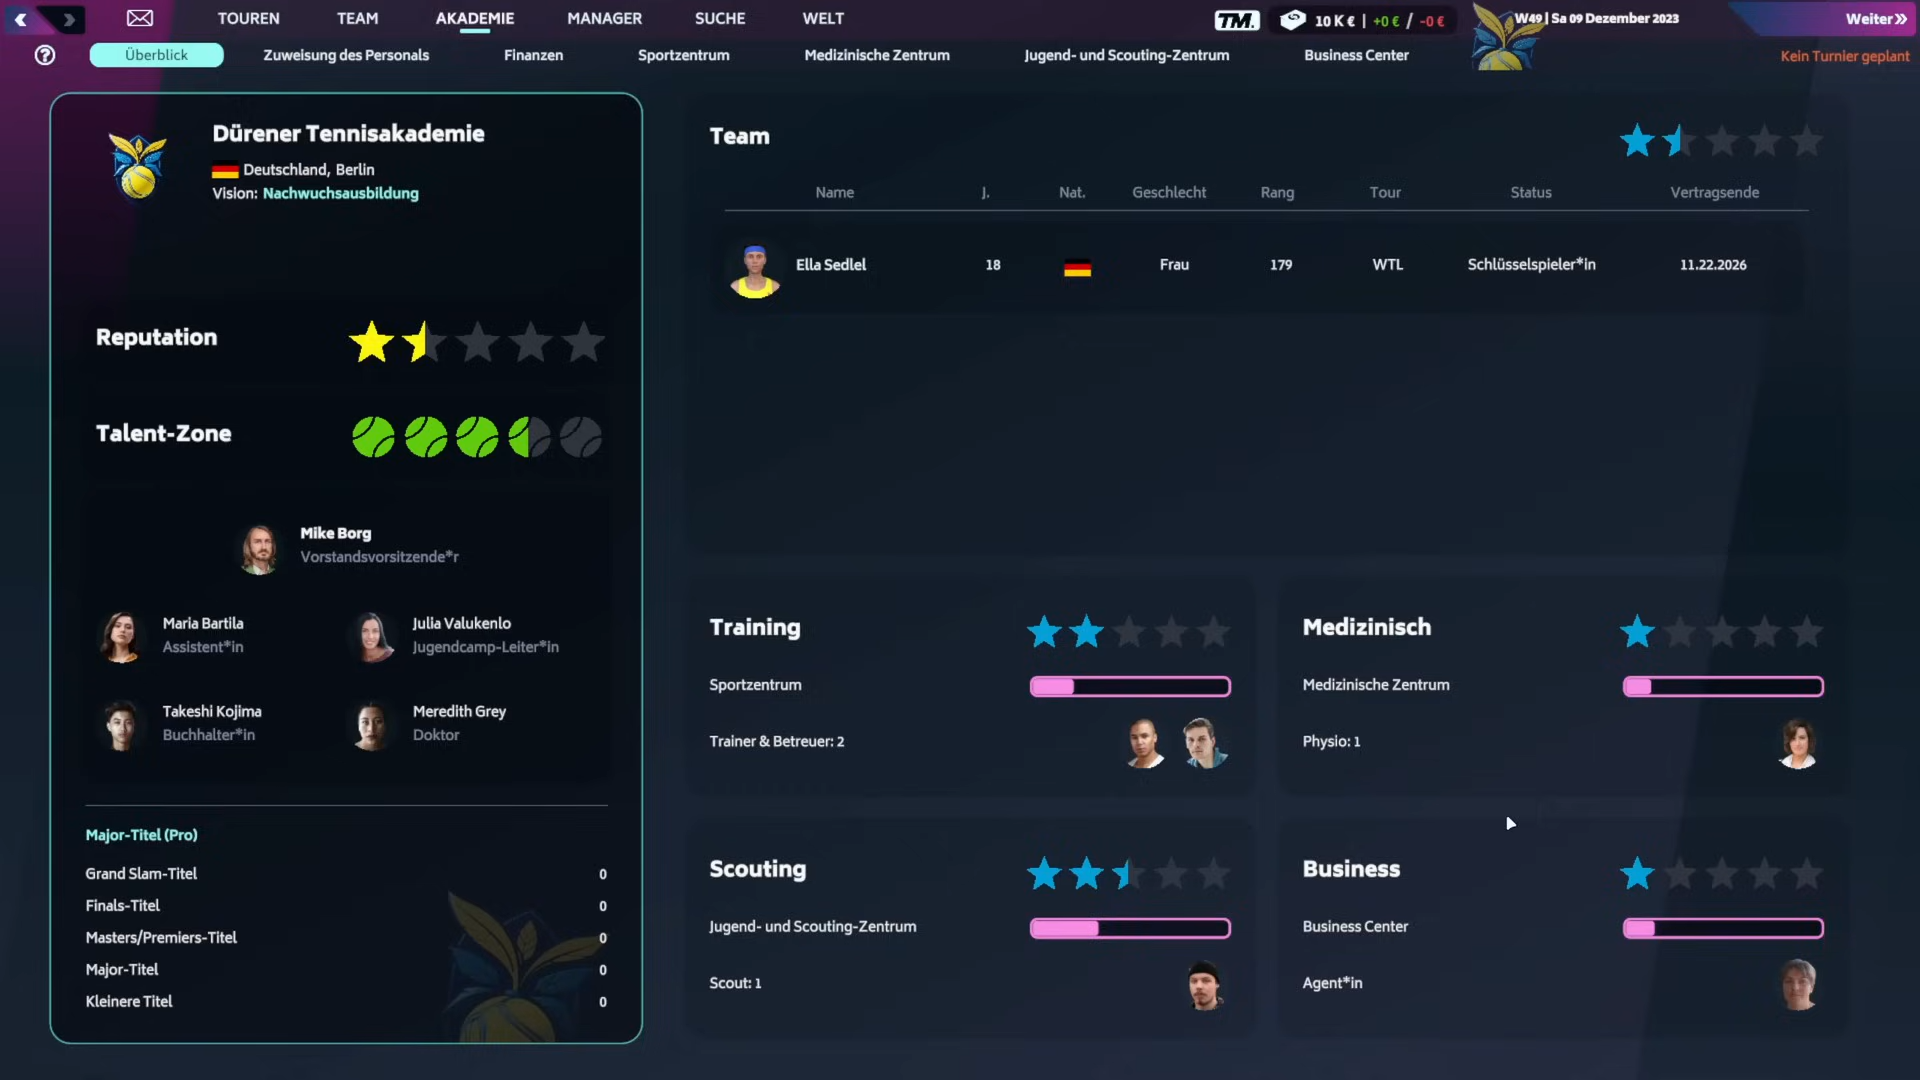 TOUREN TEAM AKADEMIE MANAGER SUCHE WELT TM. 10 K € | +0 € / -0 € W49 | Sa 09 Dezember 2023 Weiter
Überblick Zuweisung des Personals Finanzen Sportzentrum Medizinische Zentrum Jugend- und Scouting-Zentrum Business Center Kein Turnier geplant
Dürener Tennisakademie
Deutschland, Berlin
Vision: Nachwuchsausbildung
Reputation
Talent-Zone
Mike Borg
Vorstandsvorsitzende*r
Maria Bartila
Assistent*in
Julia Valukenlo
Jugendcamp-Leiter*in
Takeshi Kojima
Buchhalter*in
Meredith Grey
Doktor
Major-Titel (Pro)
Grand Slam-Titel 0
Finals-Titel 0
Masters/Premiers-Titel 0
Major-Titel 0
Kleinere Titel 0
Team
Name J. Nat. Geschlecht Rang Tour Status Vertragsende
Ella Sedlel 18 Frau 179 WTL Schlüsselspieler*in 11.22.2026
Training
Sportzentrum
Trainer & Betreuer: 2
Medizinisch
Medizinische Zentrum
Physio: 1
Scouting
Jugend- und Scouting-Zentrum
Scout: 1
Business
Business Center
Agent*in